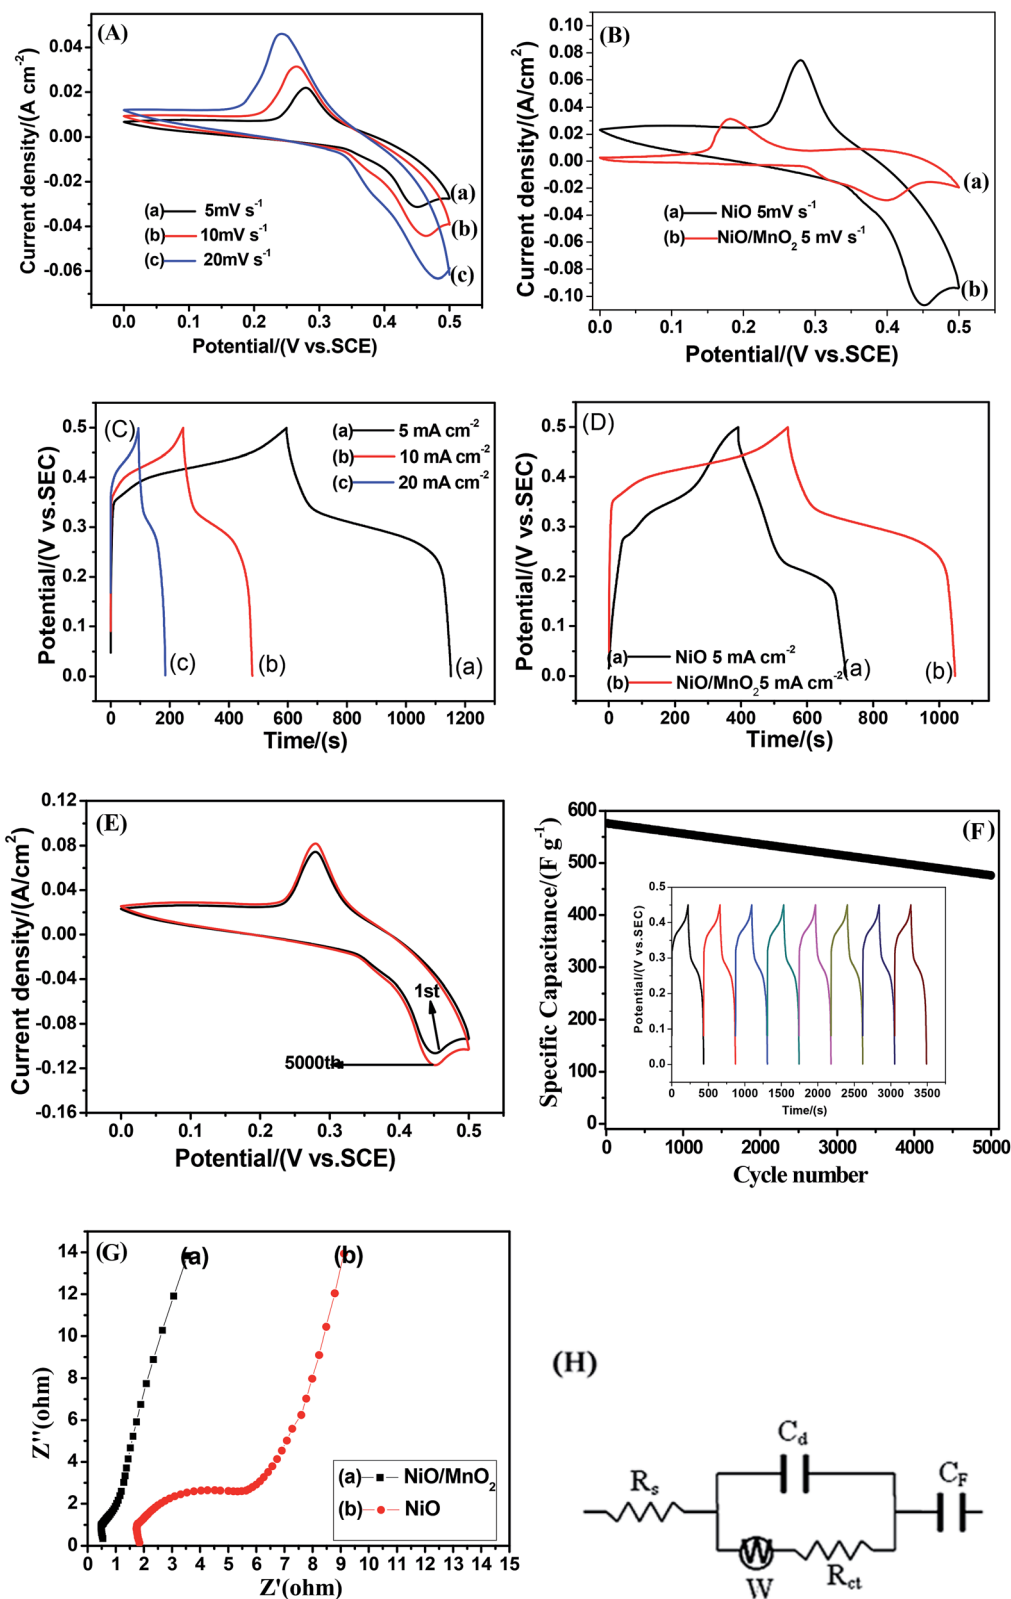 (A)
Current density/(A cm-2)
0.04
0.02
0.00
-0.02
-0.04
-0.06
(a) 5mV s-1
(b) 10mV s-1
(c) 20mV s-1
(a)
(b)
(c)
0.0 0.1 0.2 0.3 0.4 0.5
Potential/(V vs.SCE)
(B)
Current density/(A/cm2)
0.10
0.08
0.06
0.04
0.02
0.00
-0.02
-0.04
-0.06
-0.08
-0.10
(a)
(b)
(a) NiO 5mV s-1
(b) NiO/MnO2 5 mV s-1
0.0 0.1 0.2 0.3 0.4 0.5
Potential/(V vs.SCE)
(C)
Potential/(V vs.SEC)
0.5
0.4
0.3
0.2
0.1
0.0
(a) 5 mA cm-2
(b) 10 mA cm-2
(c) 20 mA cm-2
(c) (b) (a)
0 200 400 600 800 1000 1200
Time/(s)
(D)
Potential/(V vs.SEC)
0.5
0.4
0.3
0.2
0.1
0.0
(a) NiO 5 mA cm-2
(b) NiO/MnO2 5 mA cm-2
(a) (b)
0 200 400 600 800 1000
Time/(s)
(E)
Current density/(A/cm2)
0.12
0.08
0.04
0.00
-0.04
-0.08
-0.12
-0.16
1st
5000th
0.0 0.1 0.2 0.3 0.4 0.5
Potential/(V vs.SCE)
(F)
Specific Capacitance/(F g-1)
600
500
400
300
200
100
0
Potential/(V vs.SEC)
0.5
0.4
0.3
0.2
0.1
0.0
0 500 1000 1500 2000 2500 3000 3500
Time/(s)
0 1000 2000 3000 4000 5000
Cycle number
(G)
Z''(ohm)
14
12
10
8
6
4
2
0
(a) (b)
(a) NiO/MnO2
(b) NiO
0 1 2 3 4 5 6 7 8 9 10 11 12 13 14 15
Z'(ohm)
(H)
Cd
Rs
CF
W
W
Rct